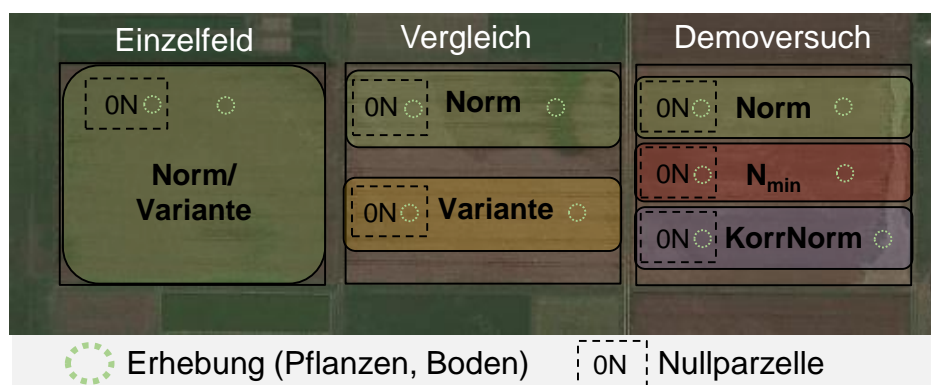 Einzelfeld Vergleich Demoversuch
0N
Norm/
Variante
0N Norm
0N Variante
0N Norm
0N Nmin
0N KorrNorm
Erhebung (Pflanzen, Boden) 0N Nullparzelle